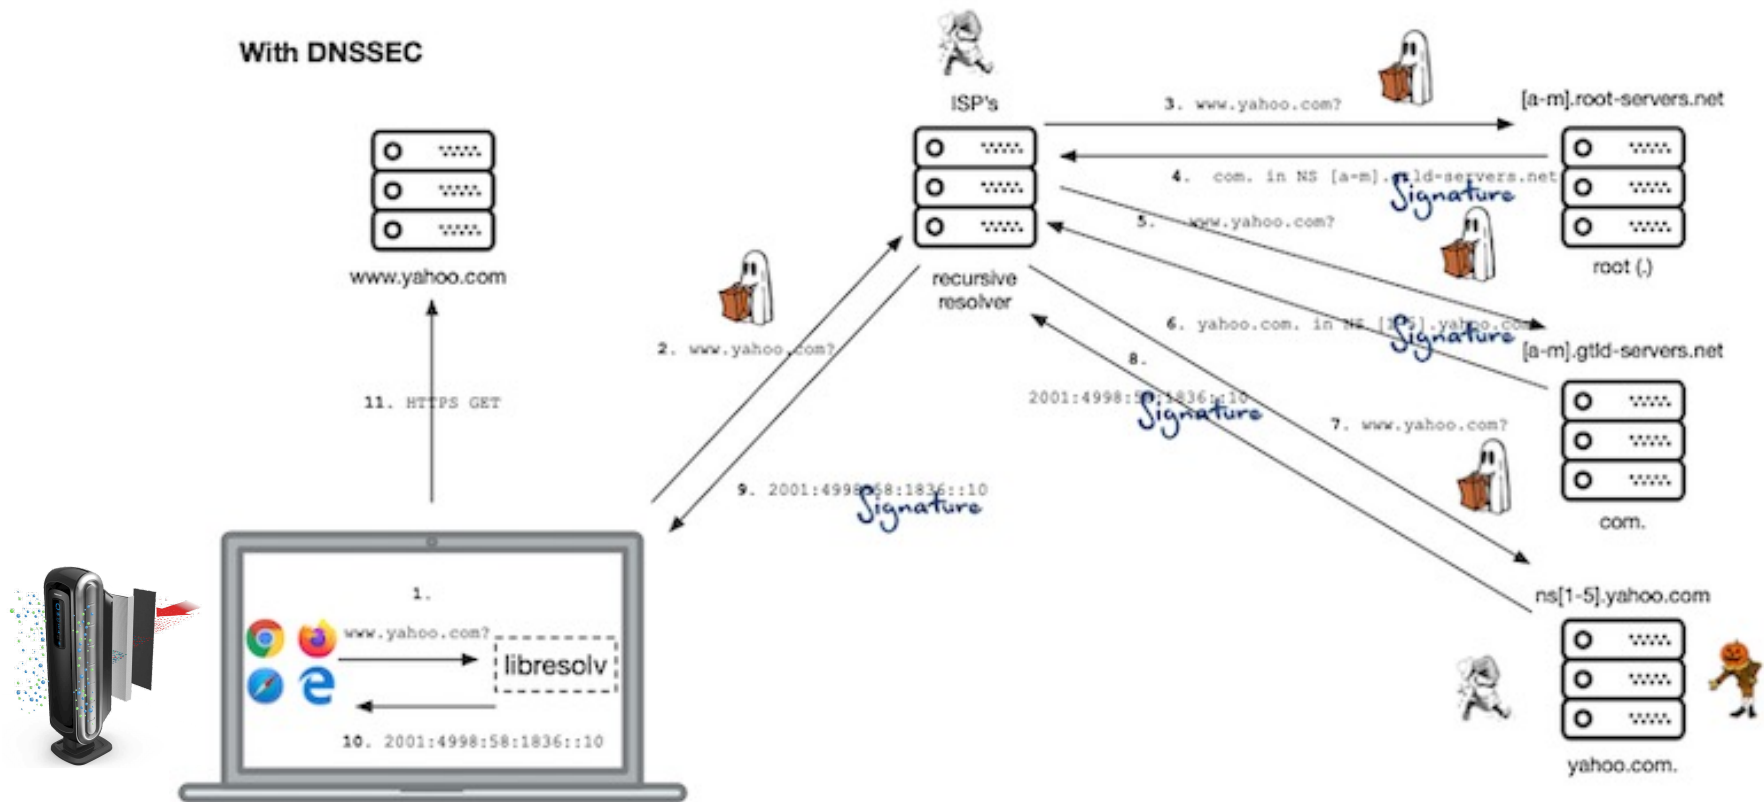 With DNSSEC
ISP's
3. www.yahoo.com?
[a-m].root-servers.net
4. com. in NS [a-m].gtld-servers.net
Signature
5. www.yahoo.com?
root (.)
www.yahoo.com
recursive
resolver
6. yahoo.com. in NS [1-5].yahoo.com
Signature
[a-m].gtld-servers.net
2. www.yahoo.com?
8.
2001:4998:58:1836::10
Signature
11. HTTPS GET
7. www.yahoo.com?
9. 2001:4998:58:1836::10
Signature
com.
1.
www.yahoo.com?
libresolv
10. 2001:4998:58:1836::10
ns[1-5].yahoo.com
yahoo.com.